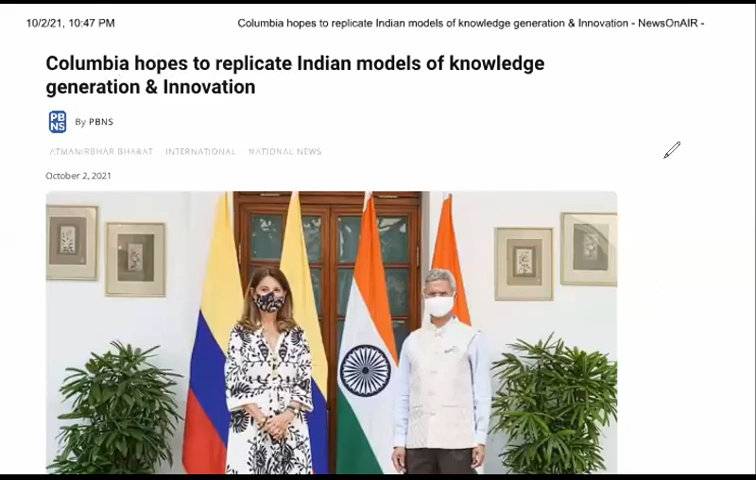 10/2/21, 10:47 PM Columbia hopes to replicate Indian models of knowledge generation & Innovation - NewsOnAIR -
Columbia hopes to replicate Indian models of knowledge
generation & Innovation
PB
NS
By PBNS
ATMANIRBHAR BHARAT INTERNATIONAL NATIONAL NEWS
October 2, 2021